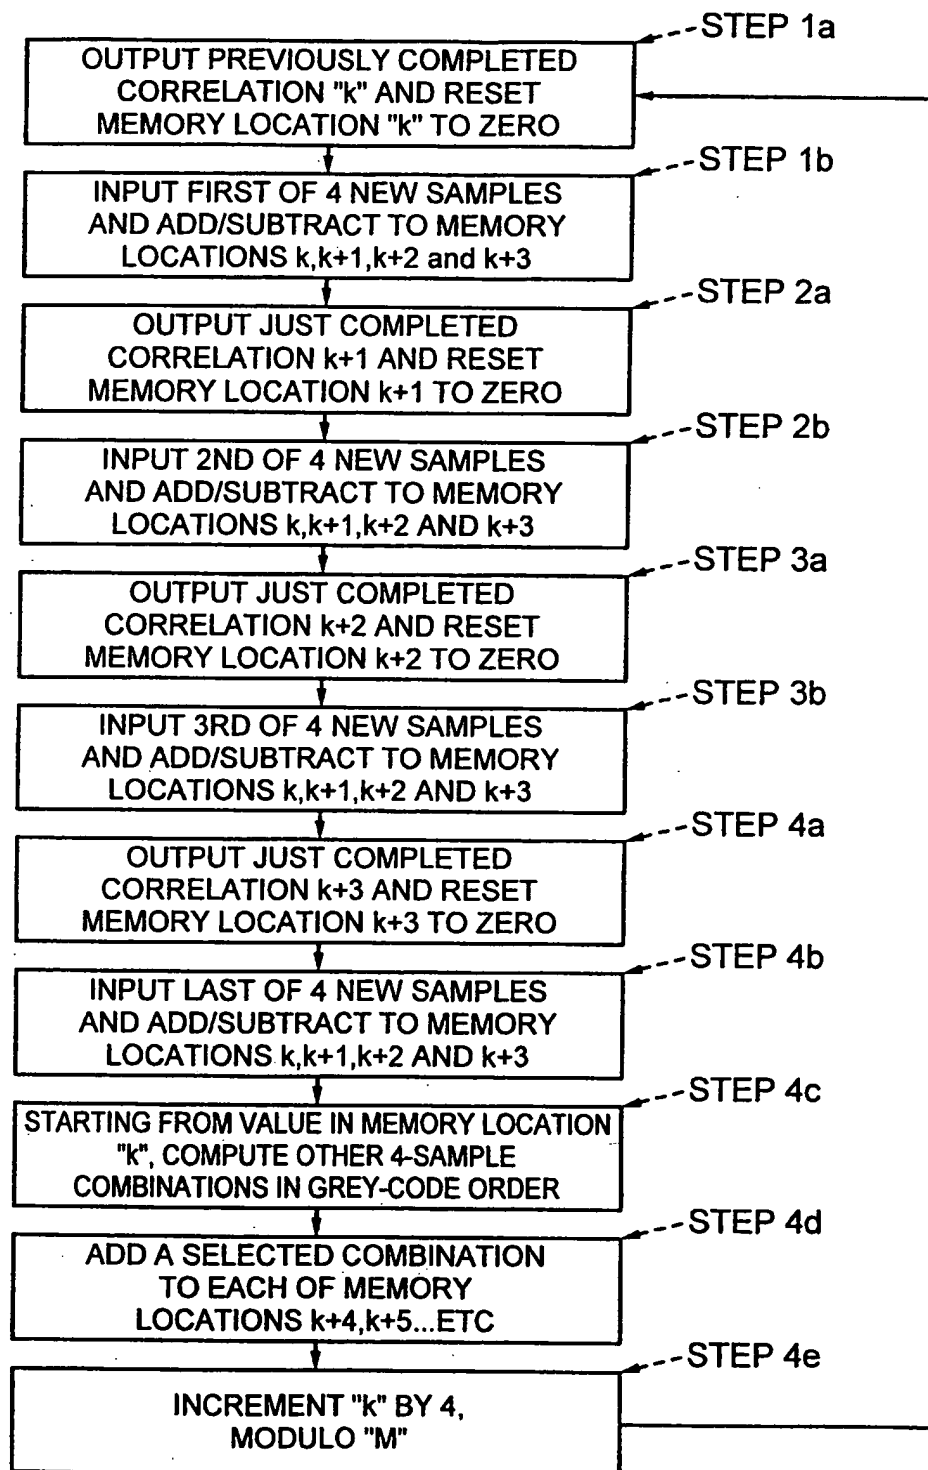 STEP 1a
OUTPUT PREVIOUSLY COMPLETED
CORRELATION "k" AND RESET
MEMORY LOCATION "k" TO ZERO
STEP 1b
INPUT FIRST OF 4 NEW SAMPLES
AND ADD/SUBTRACT TO MEMORY
LOCATIONS k,k+1,k+2 and k+3
STEP 2a
OUTPUT JUST COMPLETED
CORRELATION k+1 AND RESET
MEMORY LOCATION k+1 TO ZERO
STEP 2b
INPUT 2ND OF 4 NEW SAMPLES
AND ADD/SUBTRACT TO MEMORY
LOCATIONS k,k+1,k+2 AND k+3
STEP 3a
OUTPUT JUST COMPLETED
CORRELATION k+2 AND RESET
MEMORY LOCATION k+2 TO ZERO
STEP 3b
INPUT 3RD OF 4 NEW SAMPLES
AND ADD/SUBTRACT TO MEMORY
LOCATIONS k,k+1,k+2 AND k+3
STEP 4a
OUTPUT JUST COMPLETED
CORRELATION k+3 AND RESET
MEMORY LOCATION k+3 TO ZERO
STEP 4b
INPUT LAST OF 4 NEW SAMPLES
AND ADD/SUBTRACT TO MEMORY
LOCATIONS k,k+1,k+2 AND k+3
STEP 4c
STARTING FROM VALUE IN MEMORY LOCATION
"k", COMPUTE OTHER 4-SAMPLE
COMBINATIONS IN GREY-CODE ORDER
STEP 4d
ADD A SELECTED COMBINATION
TO EACH OF MEMORY
LOCATIONS k+4,k+5...ETC
STEP 4e
INCREMENT "k" BY 4,
MODULO "M"